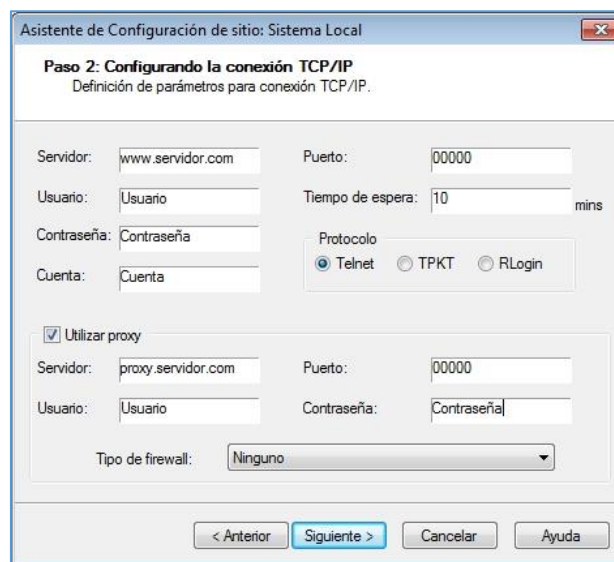 Asistente de Configuración de sitio: Sistema Local
Paso 2: Configurando la conexión TCP/IP
Definición de parámetros para conexión TCP/IP.
Servidor: www.servidor.com Puerto: 00000
Usuario: Usuario Tiempo de espera: 10 mins
Contraseña: Contraseña Protocolo
Telnet TPKT RLogin
Cuenta: Cuenta
Utilizar proxy
Servidor: proxy.servidor.com Puerto: 00000
Usuario: Usuario Contraseña: Contraseña
Tipo de firewall: Ninguno
< Anterior Siguiente > Cancelar Ayuda